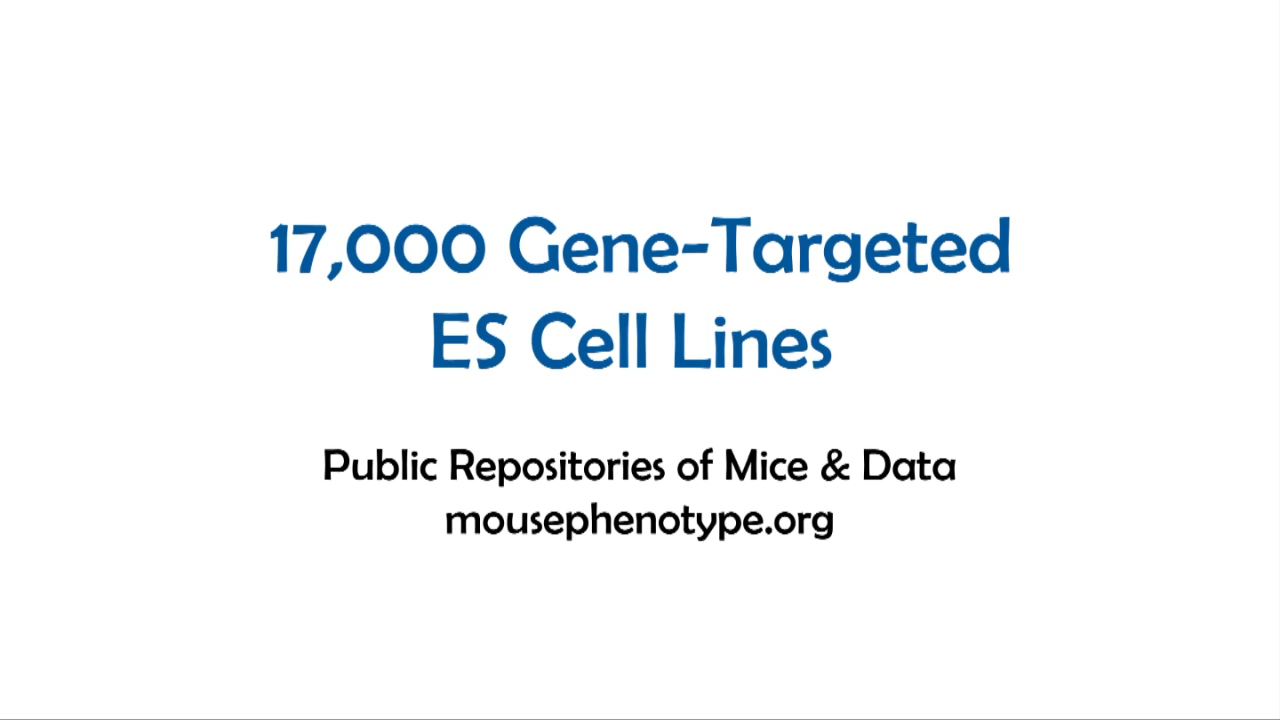 17,000 Gene-Targeted
ES Cell Lines
Public Repositories of Mice & Data
mousephenotype.org